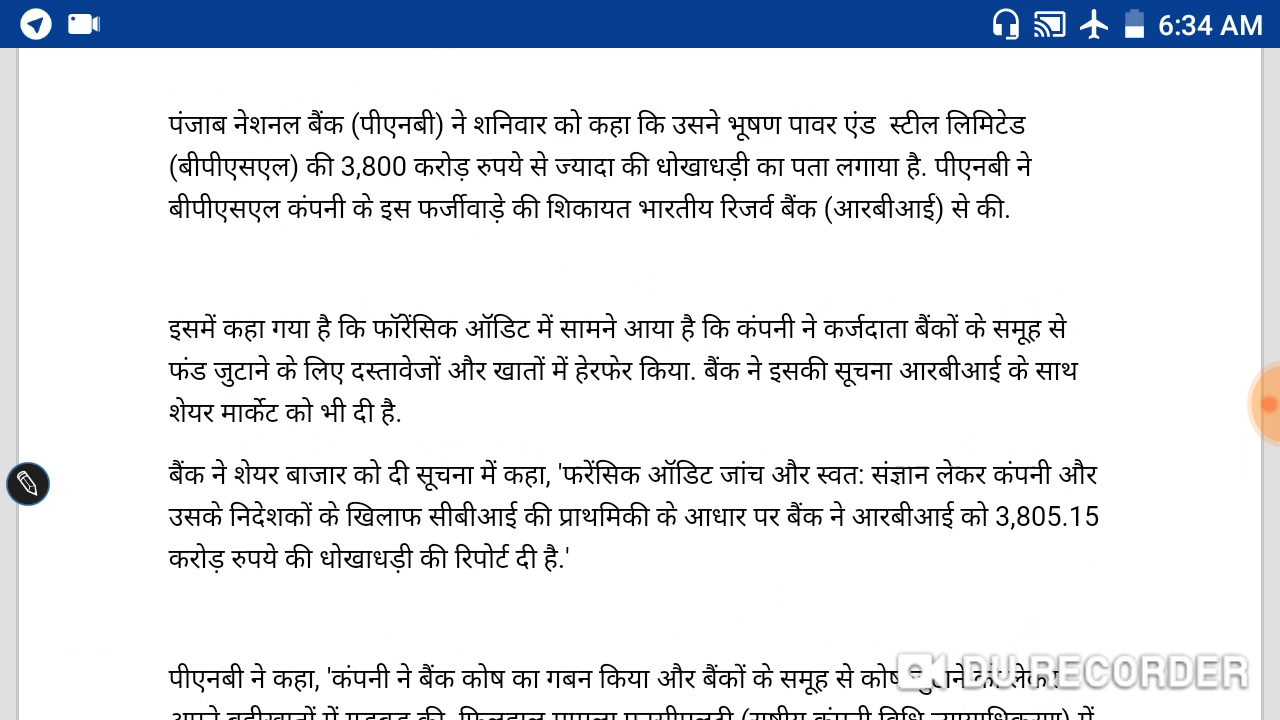 6:34 AM
पंजाब नेशनल बैंक (पीएनबी) ने शनिवार को कहा कि उसने भूषण पावर एंड स्टील लिमिटेड
(बीपीएसएल) की 3,800 करोड़ रुपये से ज्यादा की धोखाधड़ी का पता लगाया है. पीएनबी ने
बीपीएसएल कंपनी के इस फर्जीवाड़े की शिकायत भारतीय रिजर्व बैंक (आरबीआई) से की.
इसमें कहा गया है कि फॉरेंसिक ऑडिट में सामने आया है कि कंपनी ने कर्जदाता बैंकों के समूह से
फंड जुटाने के लिए दस्तावेजों और खातों में हेरफेर किया. बैंक ने इसकी सूचना आरबीआई के साथ
शेयर मार्केट को भी दी है.
बैंक ने शेयर बाजार को दी सूचना में कहा, 'फरेंसिक ऑडिट जांच और स्वत: संज्ञान लेकर कंपनी और
उसके निदेशकों के खिलाफ सीबीआई की प्राथमिकी के आधार पर बैंक ने आरबीआई को 3,805.15
करोड़ रुपये की धोखाधड़ी की रिपोर्ट दी है.'
पीएनबी ने कहा, 'कंपनी ने बैंक कोष का गबन किया और बैंकों के समूह से कोष
DU RECORDER